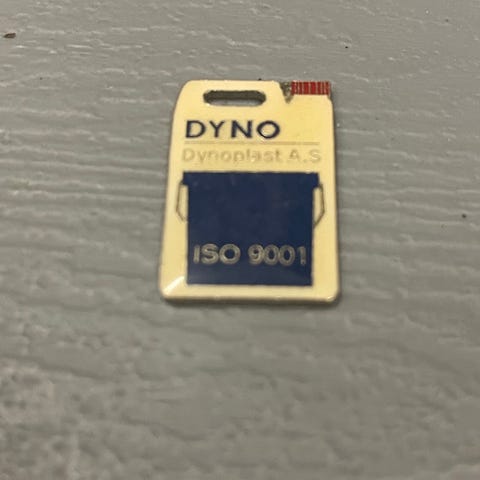 DYNO
Dynoplast A.S
ISO 9001